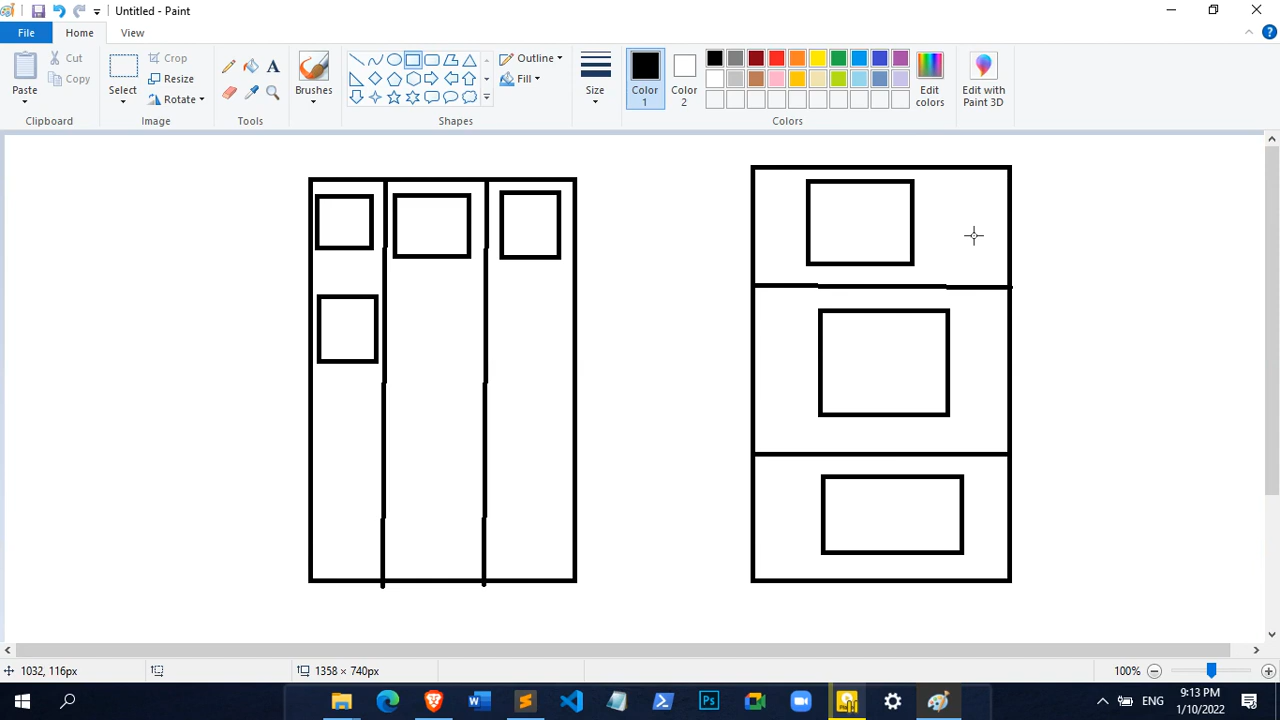 Untitled - Paint
File
Home
View
Paste
Cut
Copy
Clipboard
Select
Crop
Resize
Rotate
Image
A
Tools
Brushes
Outline
Fill
Shapes
Size
Color
1
Color
2
Edit
colors
Colors
Edit with
Paint 3D
1032, 116px
1358 × 740px
100%
ENG
9:13 PM
1/10/2022